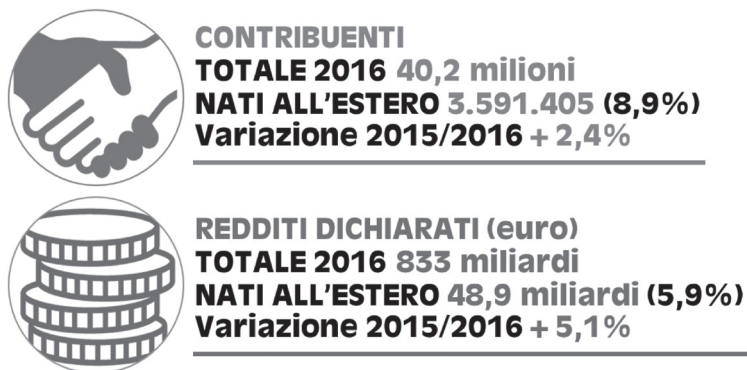 CONTRIBUENTI
TOTALE 2016 40,2 milioni
NATI ALL'ESTERO 3.591.405 (8,9%)
Variazione 2015/2016 + 2,4%
REDDITI DICHIARATI (euro)
TOTALE 2016 833 miliardi
NATI ALL'ESTERO 48,9 miliardi (5,9%)
Variazione 2015/2016 + 5,1%